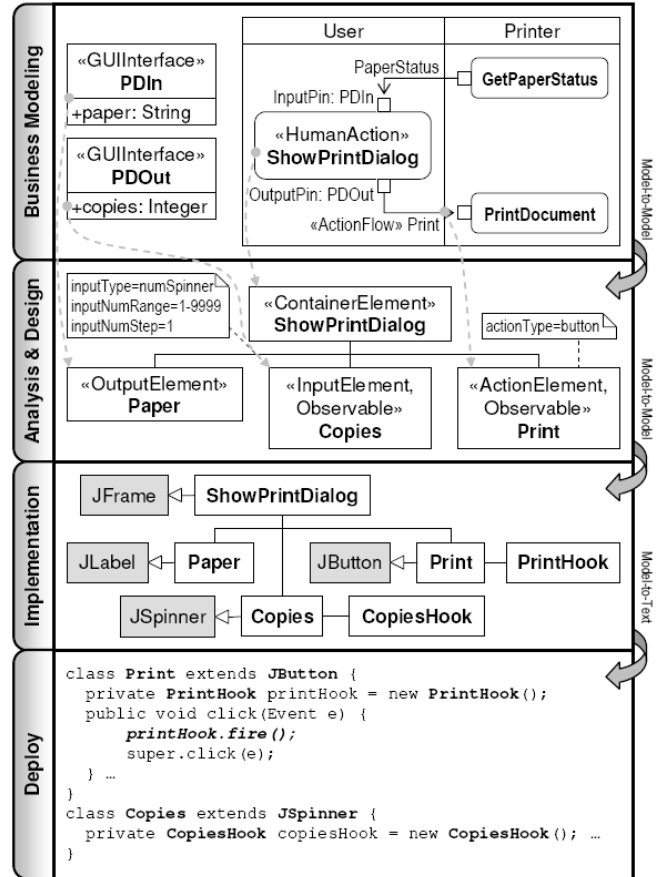 Business Modeling
«GUIInterface»
PDIn
+paper: String
«GUIInterface»
PDOut
+copies: Integer
User
Printer
PaperStatus
GetPaperStatus
InputPin: PDIn
«HumanAction»
ShowPrintDialog
OutputPin: PDOut
«ActionFlow» Print
PrintDocument
Model-to-Model
Analysis & Design
inputType=numSpinner
inputNumRange=1-9999
inputNumStep=1
«ContainerElement»
ShowPrintDialog
actionType=button
«OutputElement»
Paper
«InputElement,
Observable»
Copies
«ActionElement,
Observable»
Print
Model-to-Model
Implementation
JFrame
ShowPrintDialog
JLabel
Paper
JButton
Print
PrintHook
JSpinner
Copies
CopiesHook
Model-to-Text
Deploy
class Print extends JButton {
private PrintHook printHook = new PrintHook();
public void click(Event e) {
printHook.fire();
super.click(e);
} …
}
class Copies extends JSpinner {
private CopiesHook copiesHook = new CopiesHook(); …
}